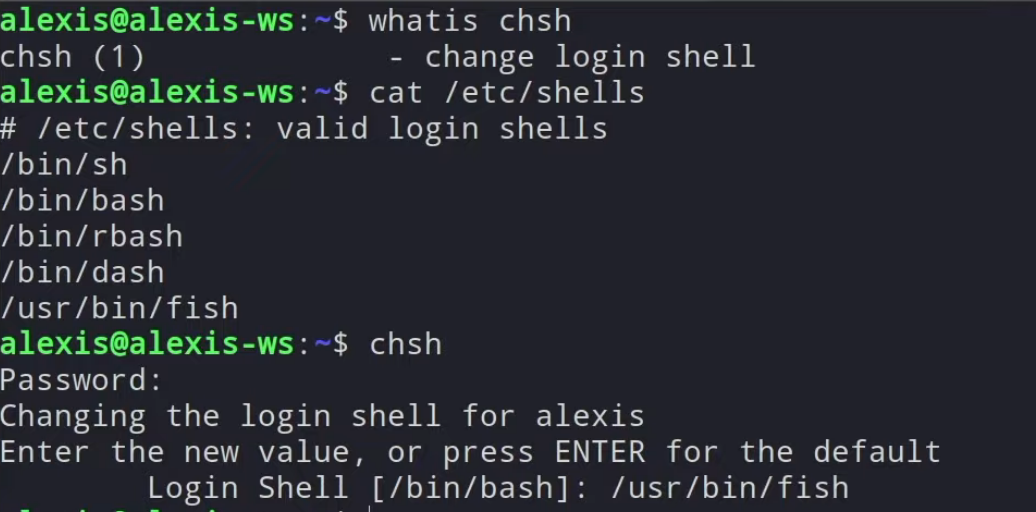 alexis@alexis-ws:~$ whatis chsh
chsh (1)             - change login shell
alexis@alexis-ws:~$ cat /etc/shells
# /etc/shells: valid login shells
/bin/sh
/bin/bash
/bin/rbash
/bin/dash
/usr/bin/fish
alexis@alexis-ws:~$ chsh
Password:
Changing the login shell for alexis
Enter the new value, or press ENTER for the default
        Login Shell [/bin/bash]: /usr/bin/fish